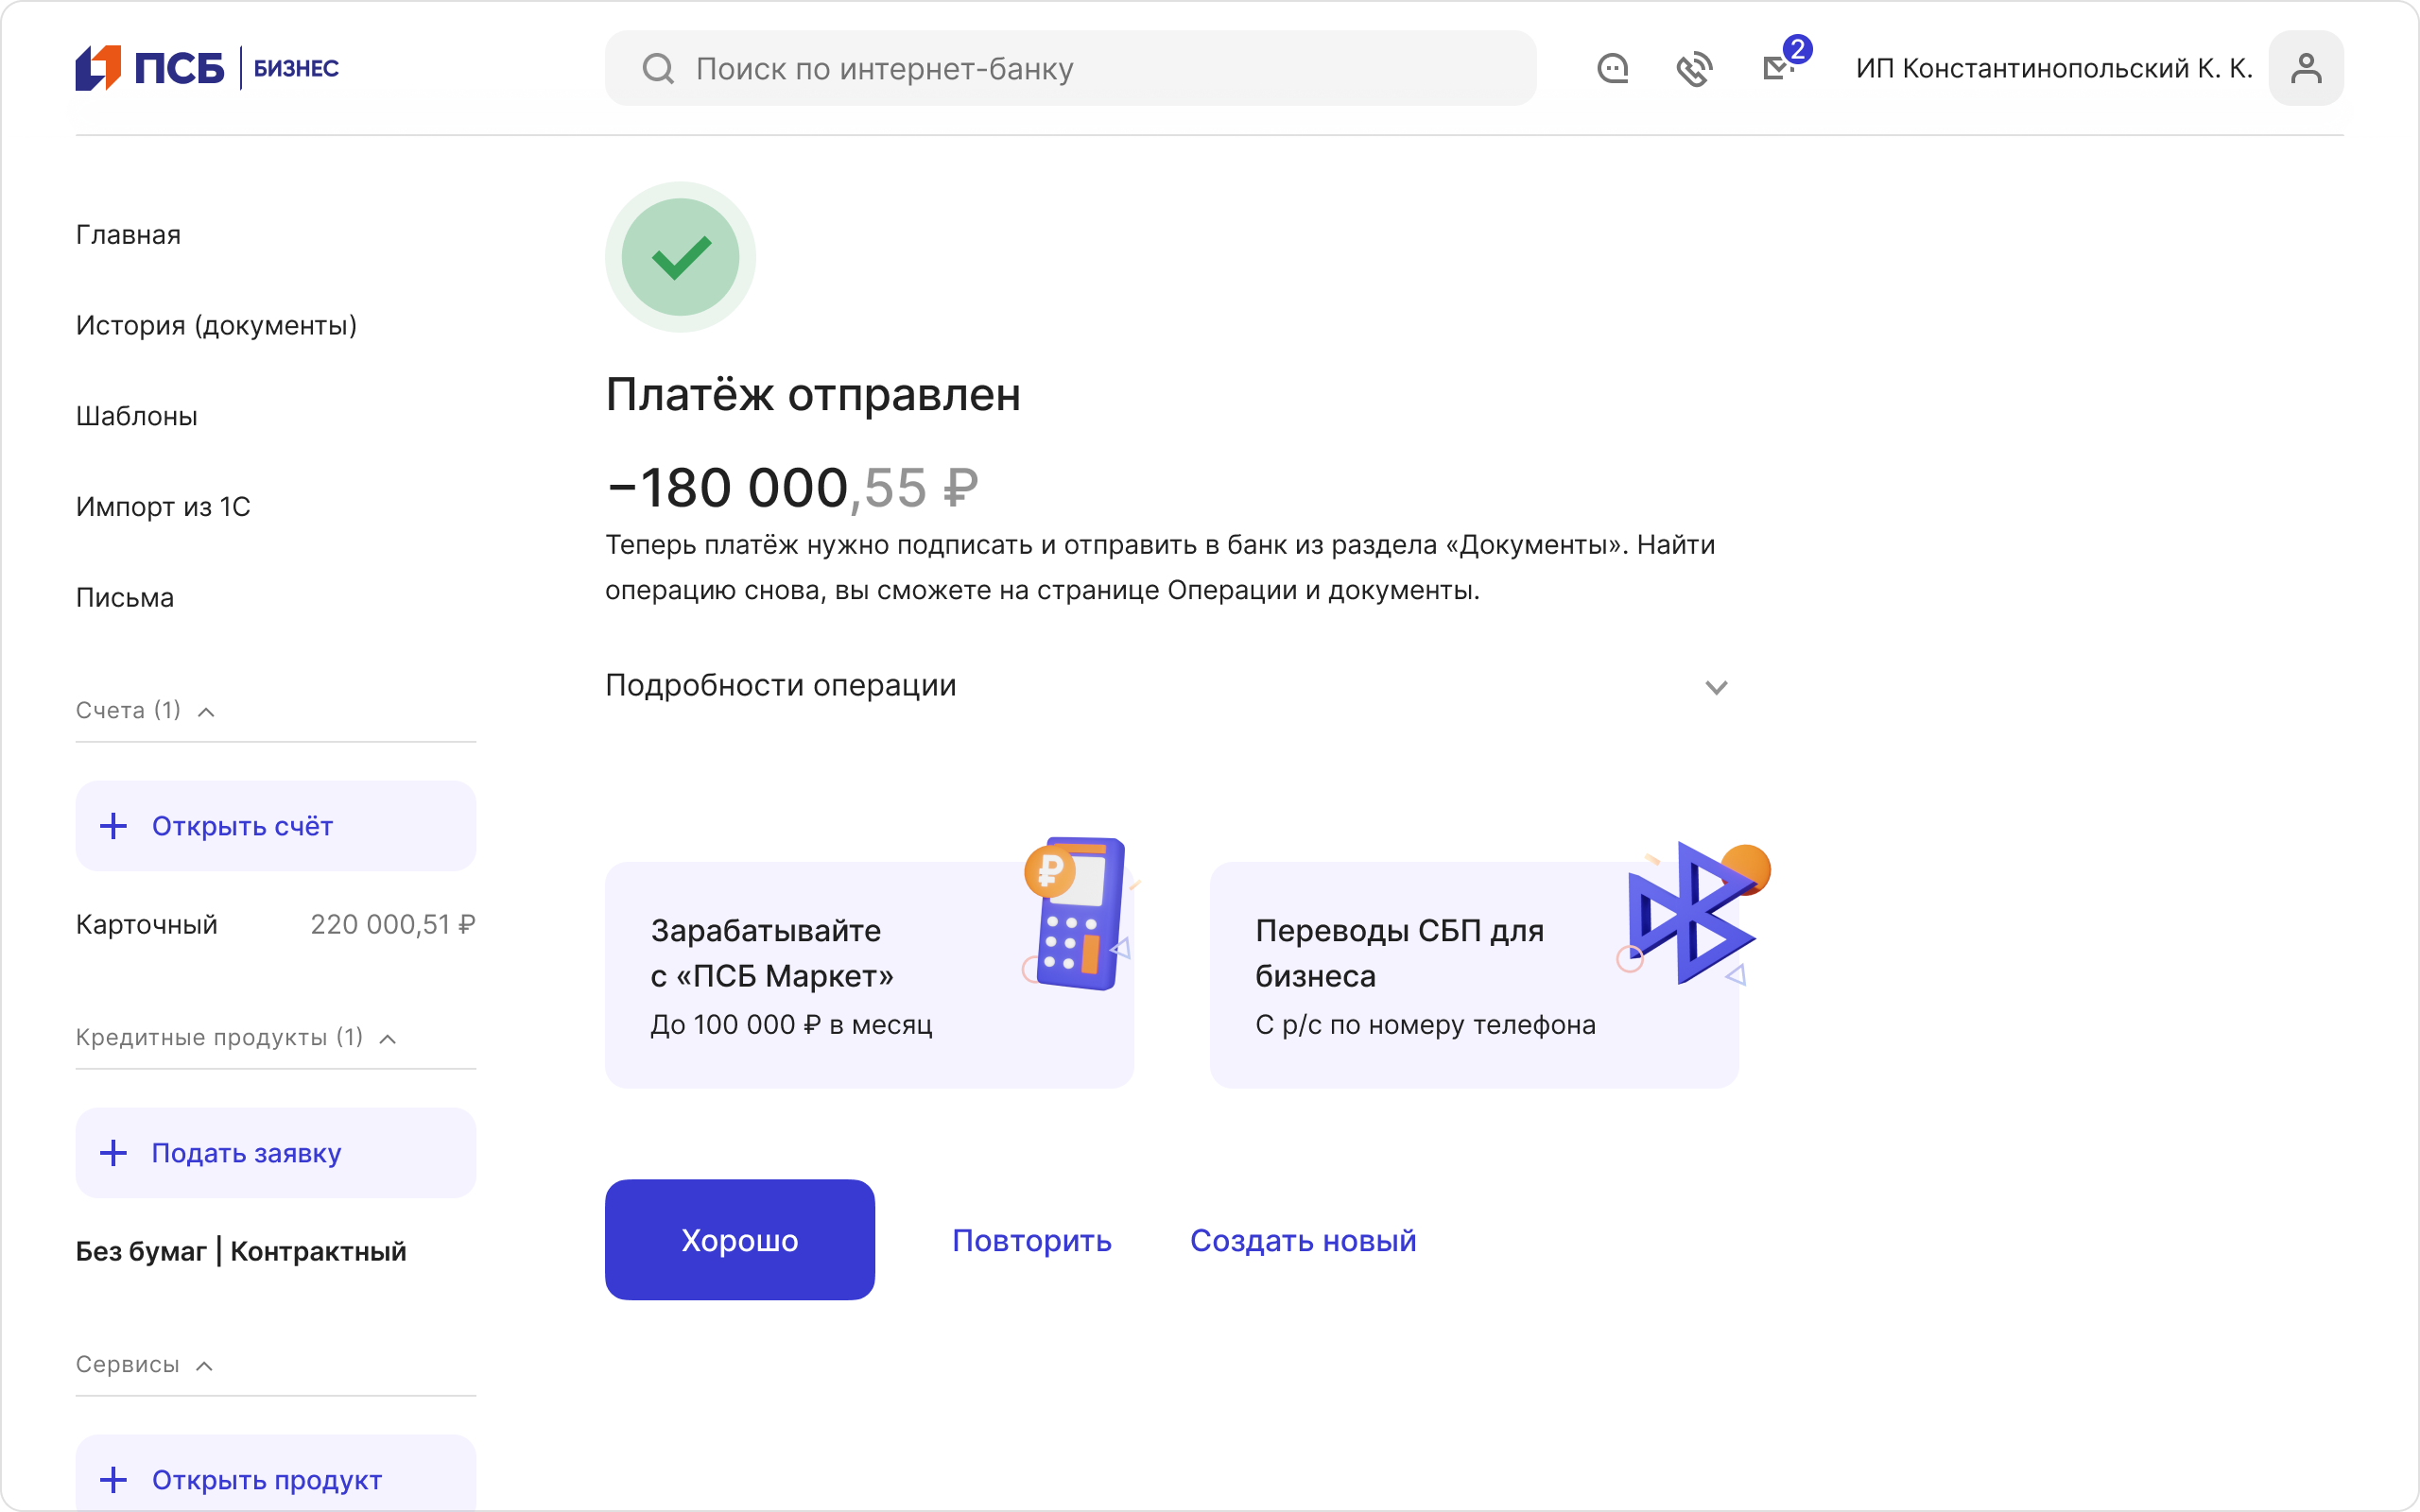 ПСБ БИЗНЕС
Поиск по интернет-банку
2
ИП Константинопольский К. К.
Главная
История (документы)
Шаблоны
Импорт из 1С
Письма
Счета (1)
Открыть счёт
Карточный 220 000,51 ₽
Кредитные продукты (1)
Подать заявку
Без бумаг | Контрактный
Сервисы
Открыть продукт
Платёж отправлен
−180 000,55 ₽
Теперь платёж нужно подписать и отправить в банк из раздела «Документы». Найти
операцию снова, вы сможете на странице Операции и документы.
Подробности операции
Зарабатывайте
с «ПСБ Маркет»
До 100 000 ₽ в месяц
₽
Переводы СБП для
бизнеса
С р/с по номеру телефона
Хорошо
Повторить
Создать новый